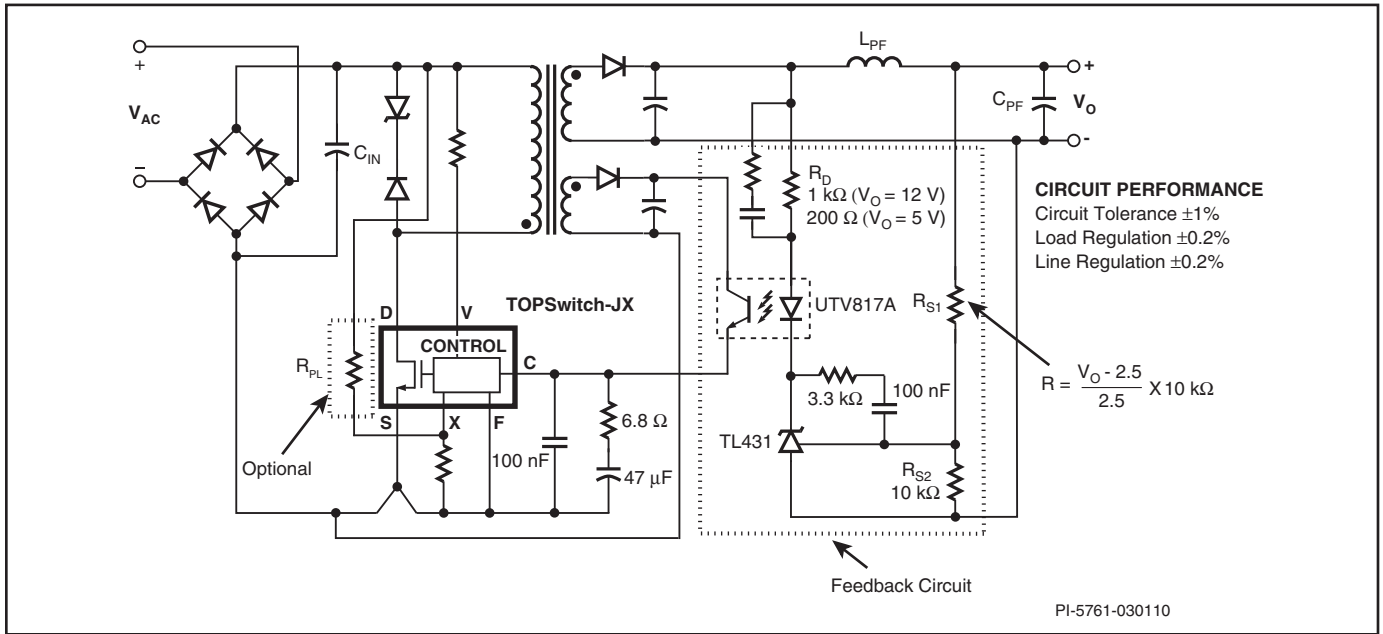 +
V_AC
−
C_IN
L_PF
+
C_PF
V_O
-
R_D
1 kΩ (V_O = 12 V)
200 Ω (V_O = 5 V)
CIRCUIT PERFORMANCE
Circuit Tolerance ±1%
Load Regulation ±0.2%
Line Regulation ±0.2%
TOPSwitch-JX
UTV817A
R_S1
D
V
CONTROL
C
R_PL
S
X
F
R = (V_O - 2.5) / 2.5 X 10 kΩ
3.3 kΩ
100 nF
6.8 Ω
TL431
Optional
100 nF
47 μF
R_S2
10 kΩ
Feedback Circuit
PI-5761-030110